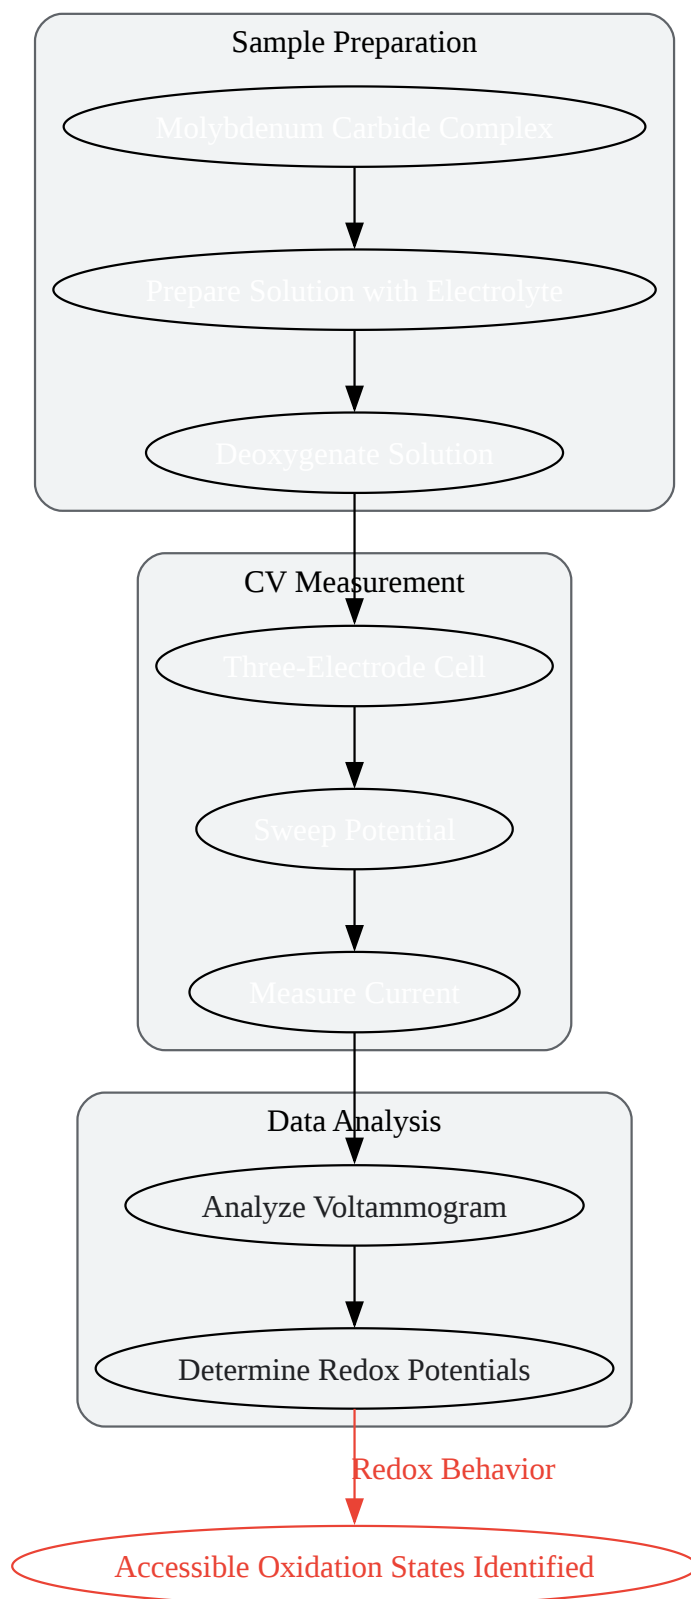 Sample Preparation
Molybdenum Carbide Complex
Prepare Solution with Electrolyte
Deoxygenate Solution
CV Measurement
Three-Electrode Cell
Sweep Potential
Measure Current
Data Analysis
Analyze Voltammogram
Determine Redox Potentials
Redox Behavior
Accessible Oxidation States Identified